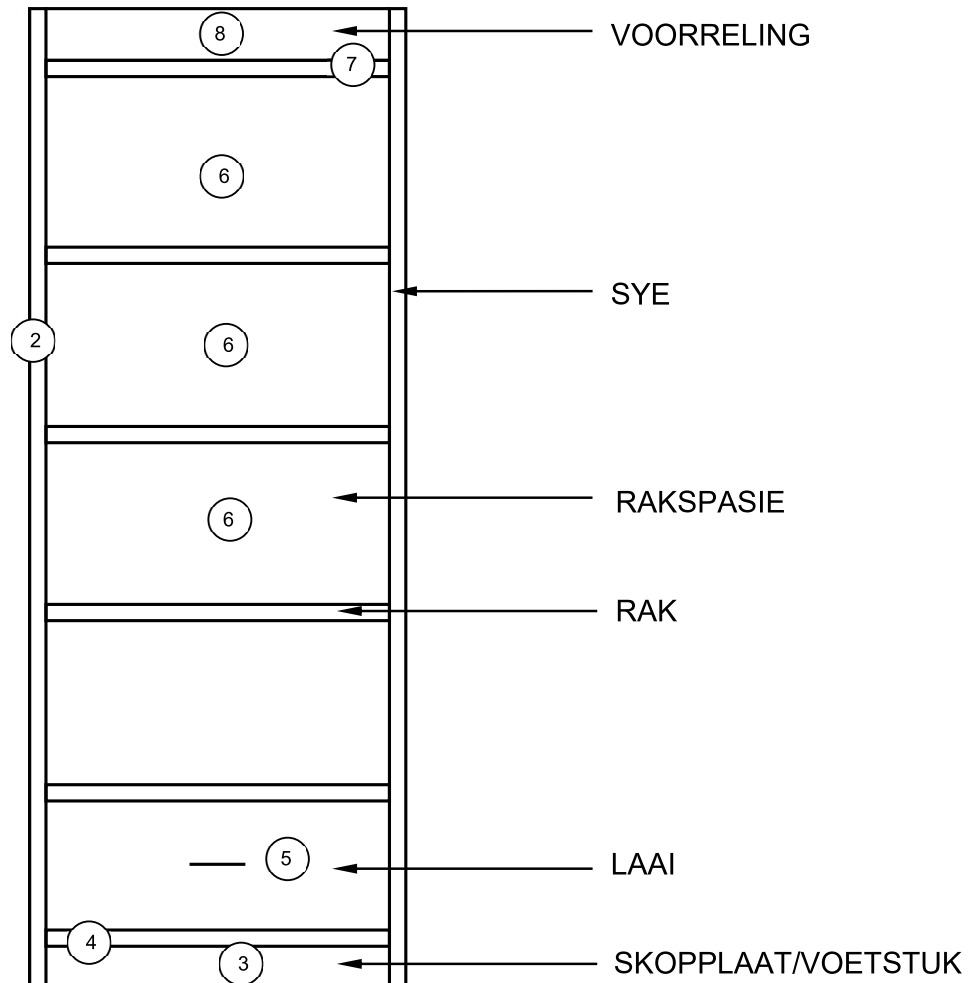 8
VOORRELING
7
6
SYE
2
6
RAKSPASIE
6
RAK
5
LAAI
4
3
SKOPPLAAT/VOETSTUK